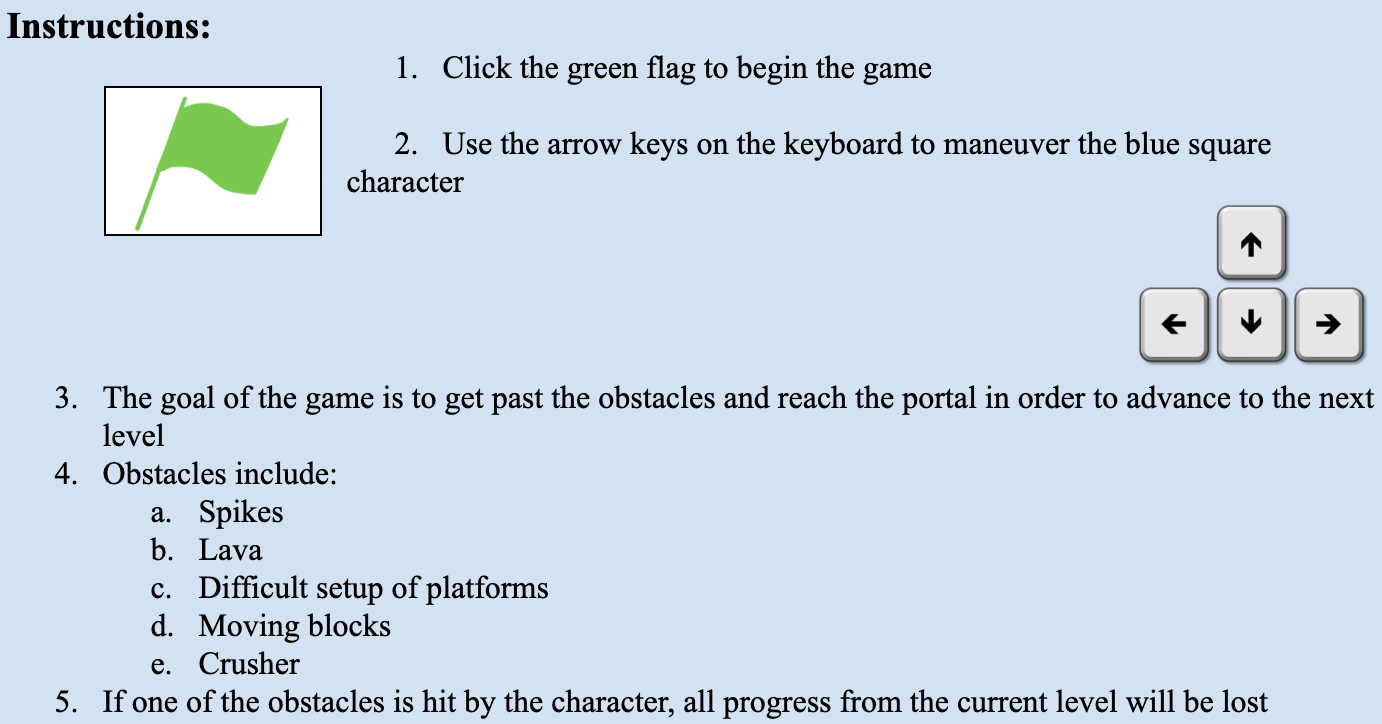 Instructions:
1. Click the green flag to begin the game
2. Use the arrow keys on the keyboard to maneuver the blue square
character
3. The goal of the game is to get past the obstacles and reach the portal in order to advance to the next
level
4. Obstacles include:
a. Spikes
b. Lava
c. Difficult setup of platforms
d. Moving blocks
e. Crusher
5. If one of the obstacles is hit by the character, all progress from the current level will be lost